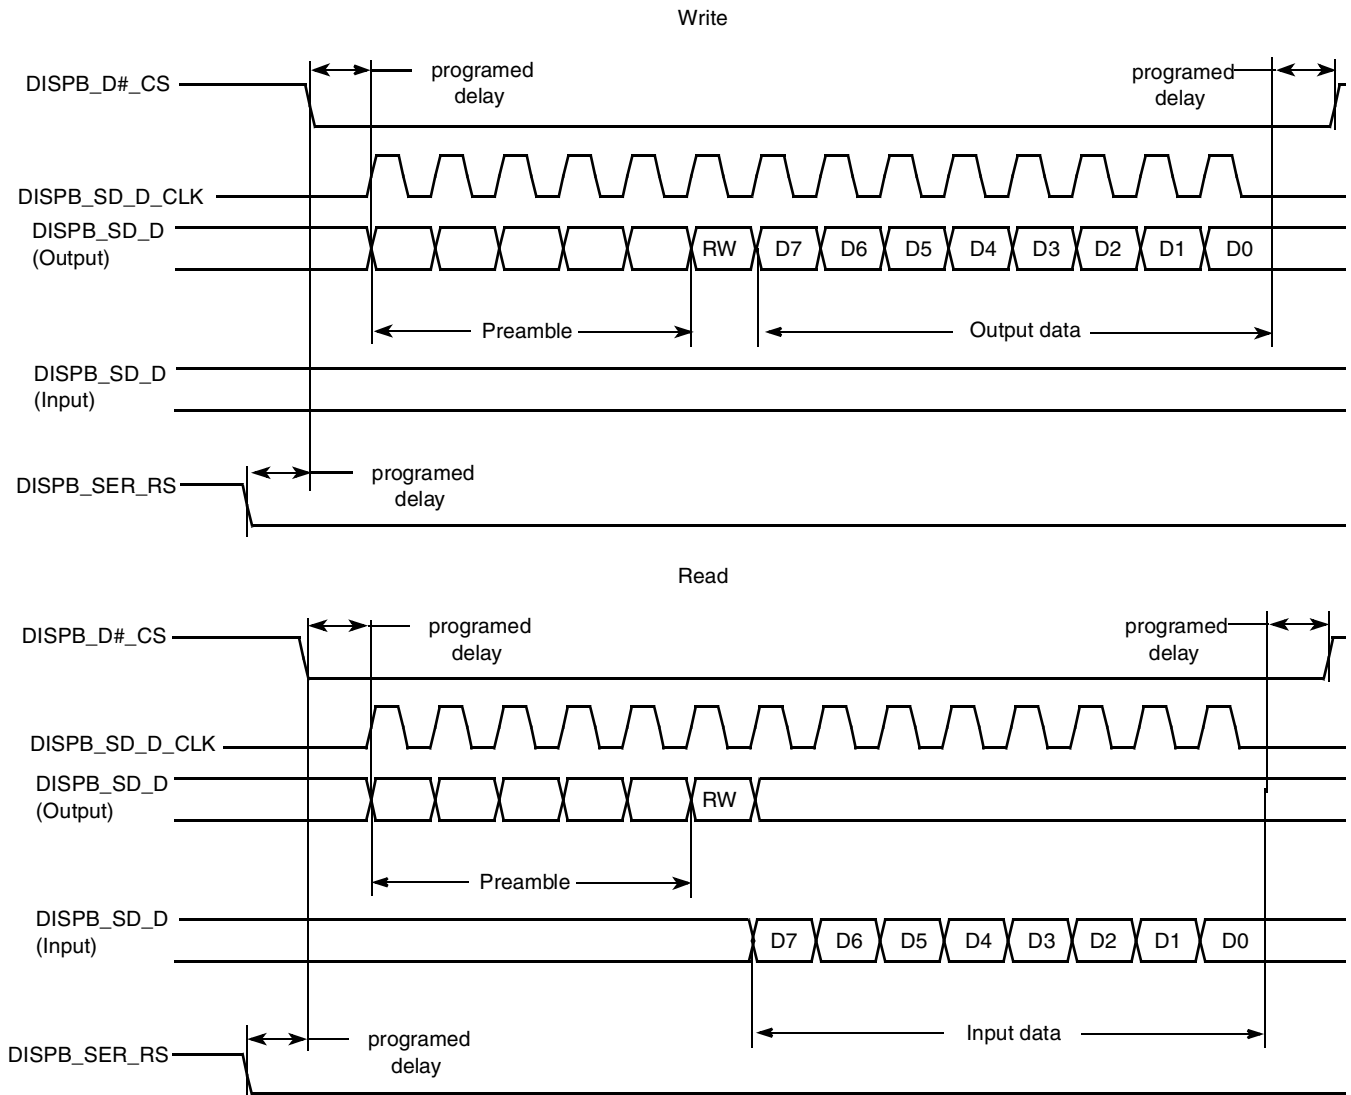 Write
DISPB_D#_CS
programed
delay
programed
delay
DISPB_SD_D_CLK
DISPB_SD_D
(Output)
RW D7 D6 D5 D4 D3 D2 D1 D0
Preamble
Output data
DISPB_SD_D
(Input)
DISPB_SER_RS
programed
delay
Read
DISPB_D#_CS
programed
delay
programed
delay
DISPB_SD_D_CLK
DISPB_SD_D
(Output)
RW
Preamble
DISPB_SD_D
(Input)
D7 D6 D5 D4 D3 D2 D1 D0
Input data
DISPB_SER_RS
programed
delay